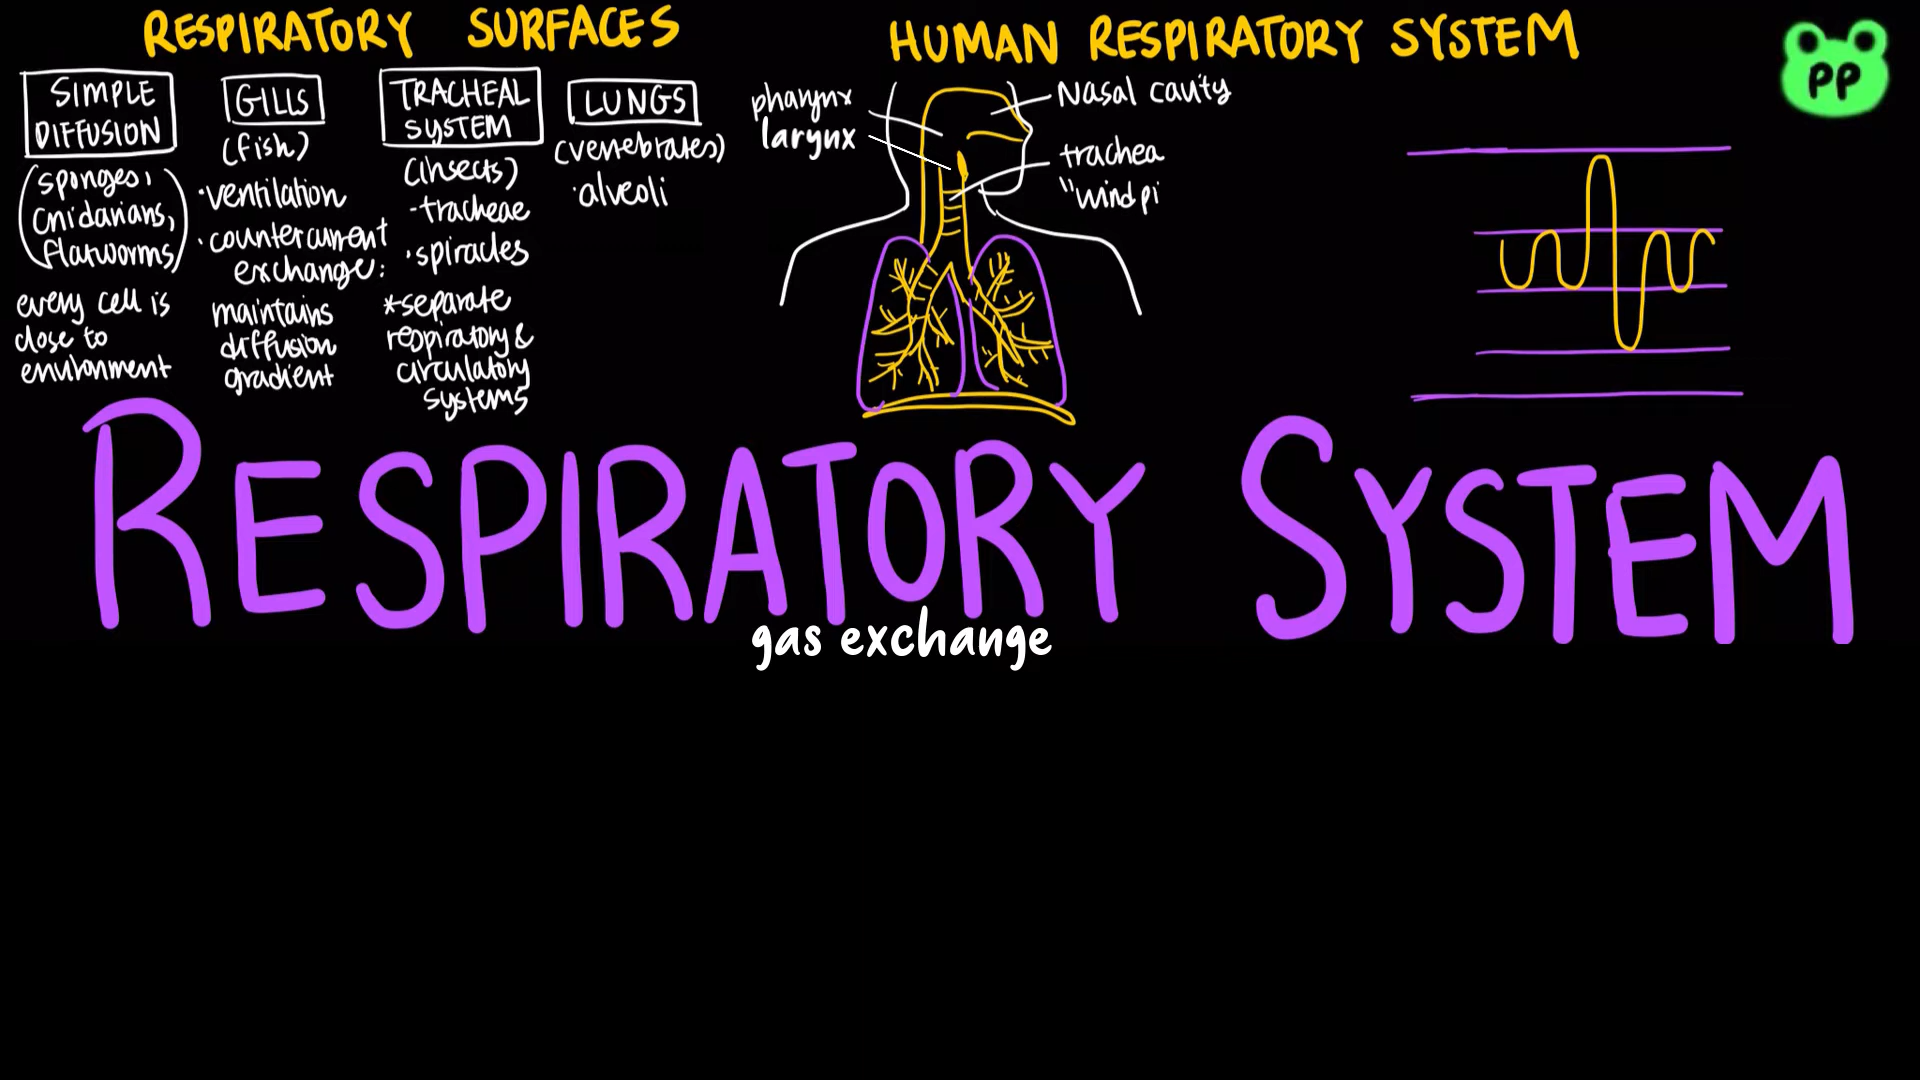 RESPIRATORY SURFACES
SIMPLE
DIFFUSION
(sponges,
cnidarians,
flatworms)
every cell is
close to
environment
GILLS
(fish)
·ventilation
·countercurrent
exchange:
maintains
diffusion
gradient
TRACHEAL
SYSTEM
(insects)
-tracheae
·spiracles
*separate
respiratory &
circulatory
systems
LUNGS
(vertebrates)
·alveoli
HUMAN RESPIRATORY SYSTEM
pharynx
larynx
Nasal cavity
trachea
"windpi
PP
RESPIRATORY SYSTEM
gas exchange